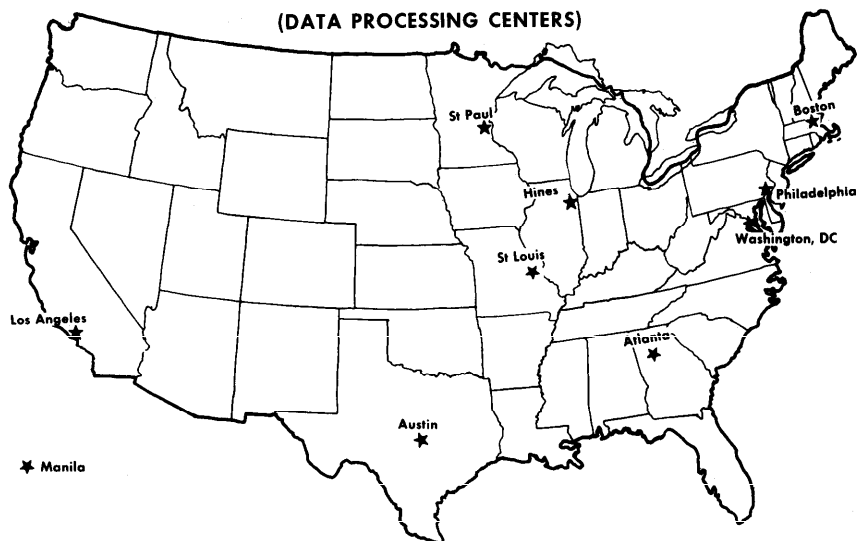 (DATA PROCESSING CENTERS)
Boston
St Paul
Hines
Philadelphia
Washington, DC
St Louis
Los Angeles
Atlanta
Austin
Manila